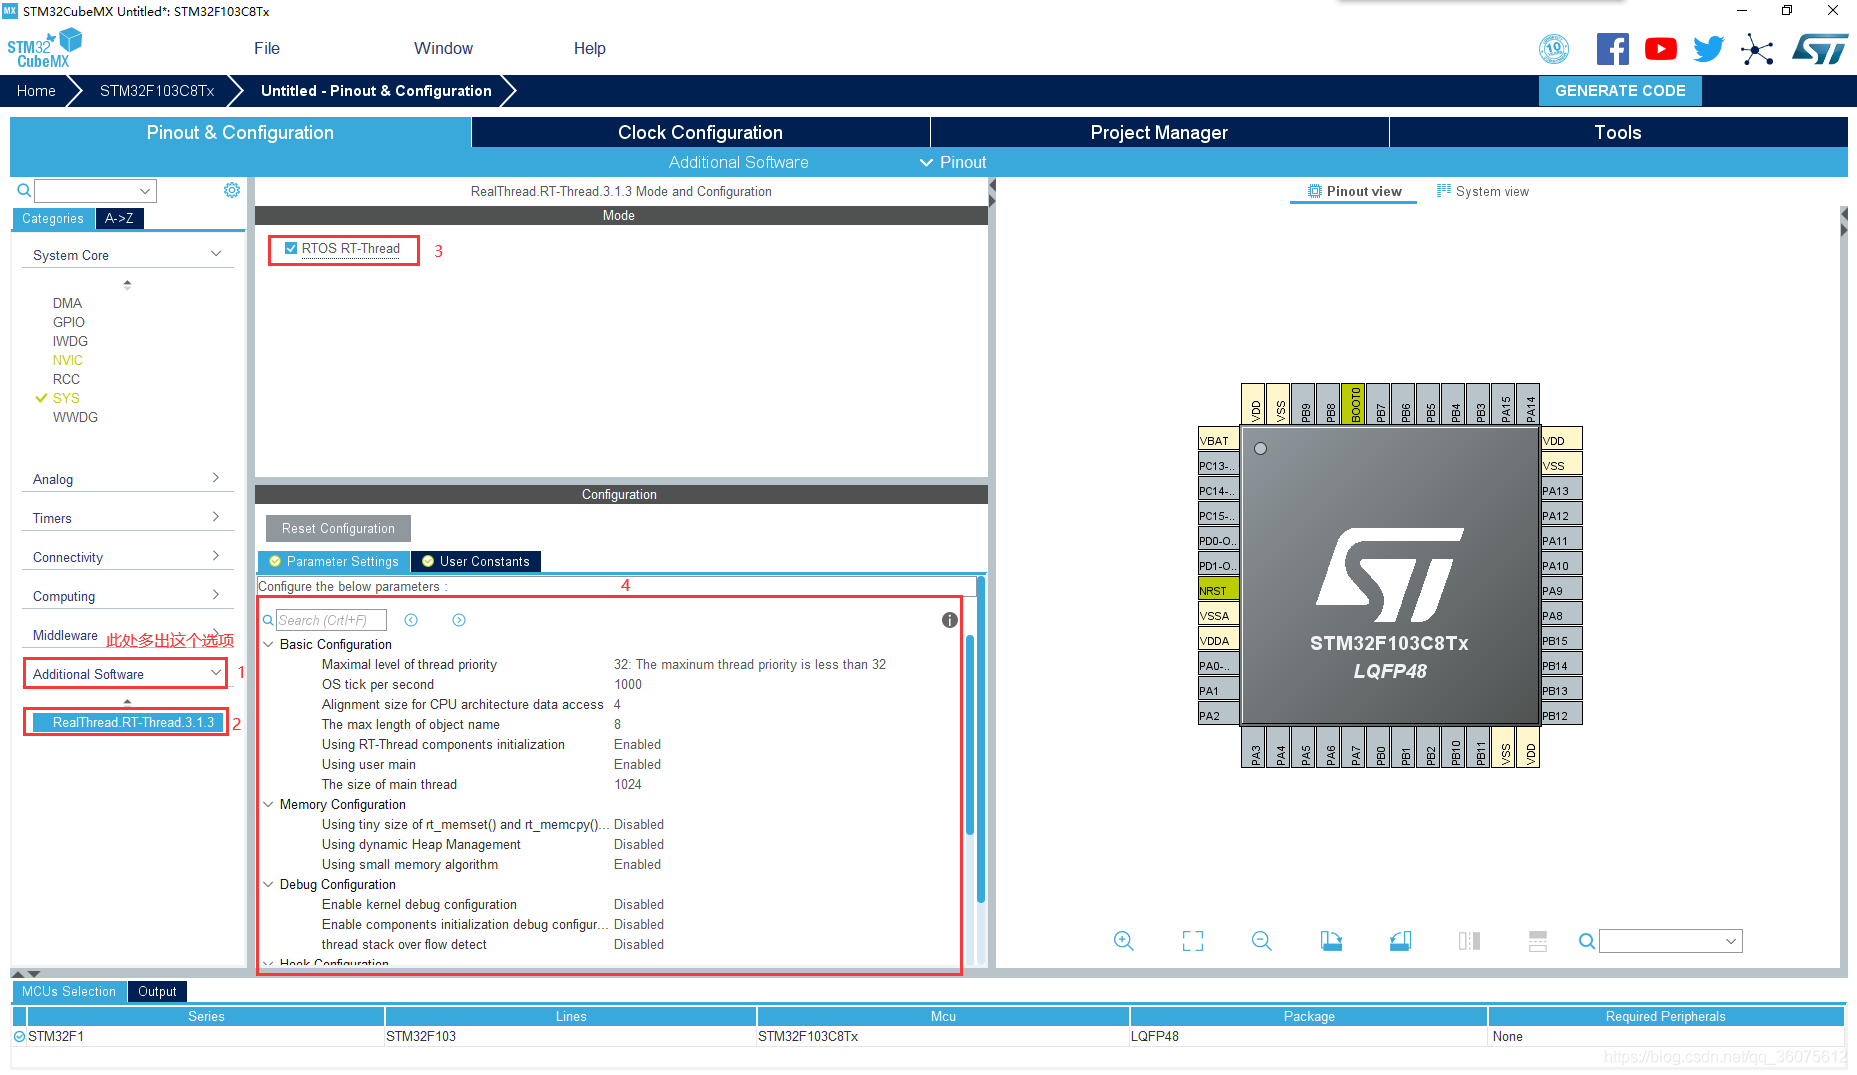 MX STM32CubeMX Untitled*: STM32F103C8Tx
STM32 CubeMX
File Window Help
10
ST
Home STM32F103C8Tx Untitled - Pinout & Configuration GENERATE CODE
Pinout & Configuration Clock Configuration Project Manager Tools
Additional Software Pinout
RealThread.RT-Thread.3.1.3 Mode and Configuration
Pinout view System view
Categories A->Z
Mode
RTOS RT-Thread 3
System Core
DMA
GPIO
IWDG
NVIC
RCC
SYS
WWDG
Analog
Timers
Connectivity
Computing
Middleware 此处多出这个选项
Additional Software 1
RealThread.RT-Thread.3.1.3 2
Configuration
Reset Configuration
Parameter Settings User Constants
Configure the below parameters : 4
Search (Crtl+F)
Basic Configuration
Maximal level of thread priority 32: The maxinum thread priority is less than 32
OS tick per second 1000
Alignment size for CPU architecture data access 4
The max length of object name 8
Using RT-Thread components initialization Enabled
Using user main Enabled
The size of main thread 1024
Memory Configuration
Using tiny size of rt_memset() and rt_memcpy()... Disabled
Using dynamic Heap Management Disabled
Using small memory algorithm Enabled
Debug Configuration
Enable kernel debug configuration Disabled
Enable components initialization debug configur... Disabled
thread stack over flow detect Disabled
Hook Configuration
VDD VSS PB9 PB8 BOOT0 PB7 PB6 PB5 PB4 PB3 PA15 PA14
VBAT
PC13-..
PC14-..
PC15-..
PD0-O..
PD1-O..
NRST
VSSA
VDDA
PA0-..
PA1
PA2
ST
STM32F103C8Tx
LQFP48
VDD
VSS
PA13
PA12
PA11
PA10
PA9
PA8
PB15
PB14
PB13
PB12
PA3 PA4 PA5 PA6 PA7 PB0 PB1 PB2 PB10 PB11 VSS VDD
MCUs Selection Output
Series Lines Mcu Package Required Peripherals
STM32F1 STM32F103 STM32F103C8Tx LQFP48 None
https://blog.csdn.net/qq_36075612